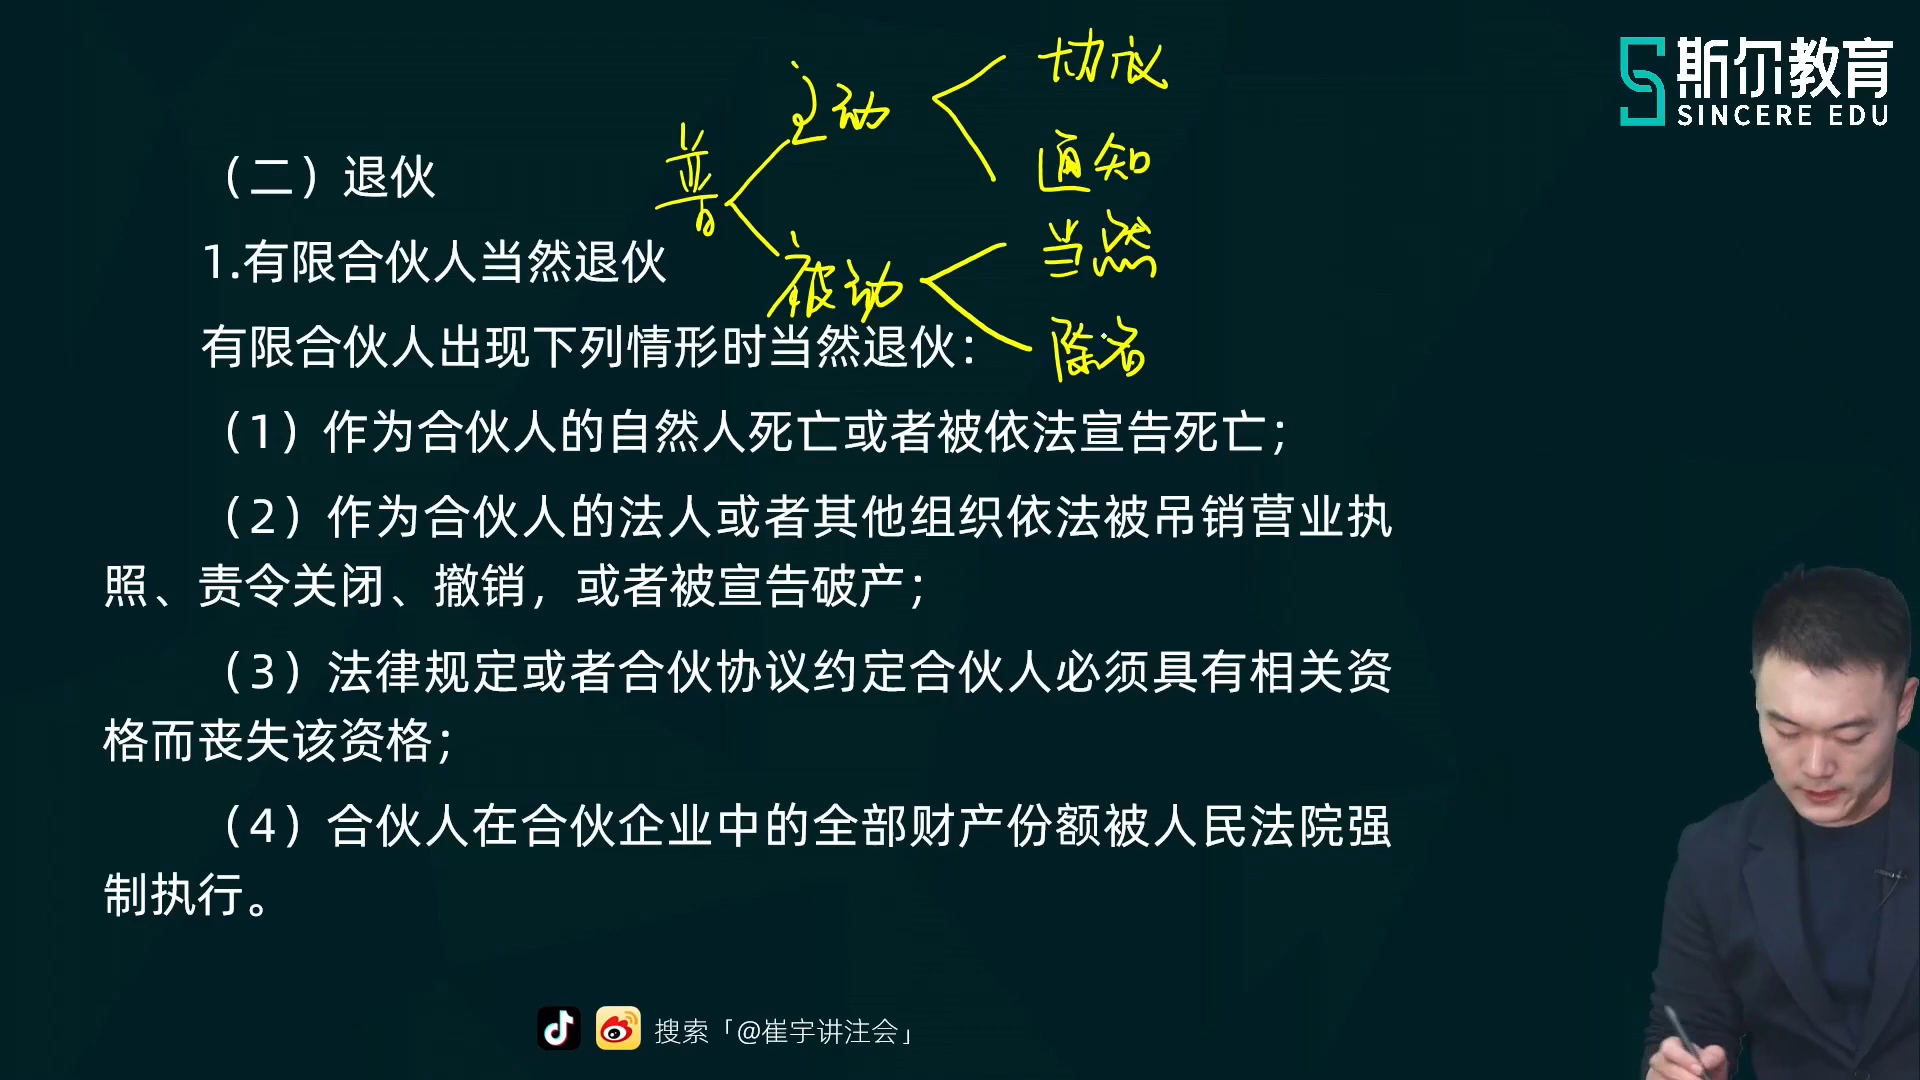 斯尔教育
SINCERE EDU
协议
主动
通知
普
（二）退伙
当然
被动
1.有限合伙人当然退伙
除名
有限合伙人出现下列情形时当然退伙：
（1）作为合伙人的自然人死亡或者被依法宣告死亡；
（2）作为合伙人的法人或者其他组织依法被吊销营业执
照、责令关闭、撤销，或者被宣告破产；
（3）法律规定或者合伙协议约定合伙人必须具有相关资
格而丧失该资格；
（4）合伙人在合伙企业中的全部财产份额被人民法院强
制执行。
搜索「@崔宇讲注会」